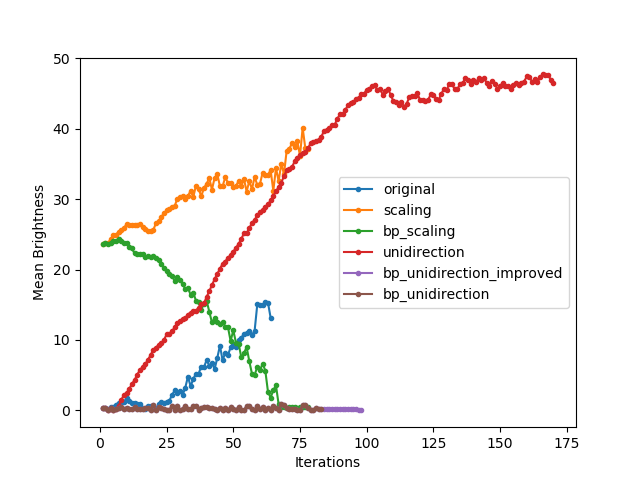 50
40
30
20
10
0
Mean Brightness
original
scaling
bp_scaling
unidirection
bp_unidirection_improved
bp_unidirection
0 25 50 75 100 125 150 175
Iterations